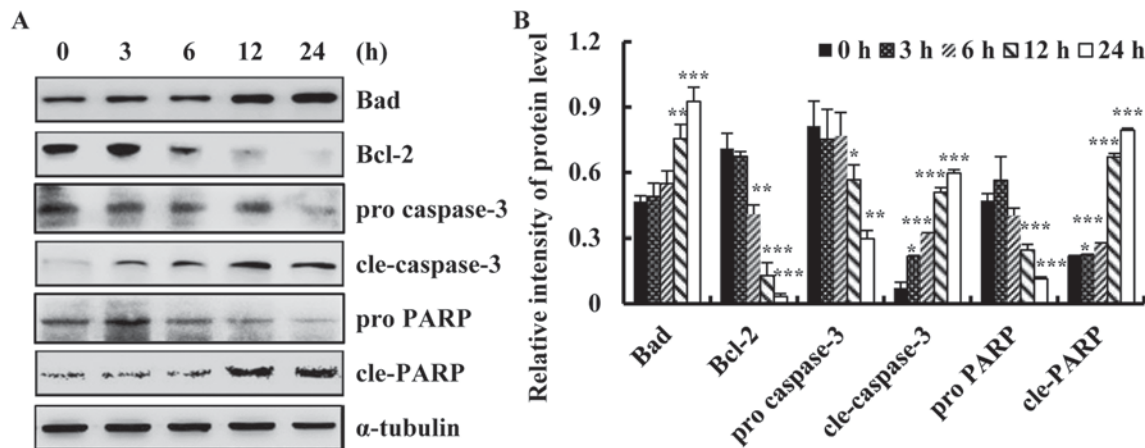 A
0 3 6 12 24 (h)
Bad
Bcl-2
pro caspase-3
cle-caspase-3
pro PARP
cle-PARP
α-tubulin
B
Relative intensity of protein level
1.2
0.9
0.6
0.3
0
0 h 3 h 6 h 12 h 24 h
** ***
** *** ***
* **
* *** *** ***
*** ***
* *** *** ***
Bad
Bcl-2
pro caspase-3
cle-caspase-3
pro PARP
cle-PARP